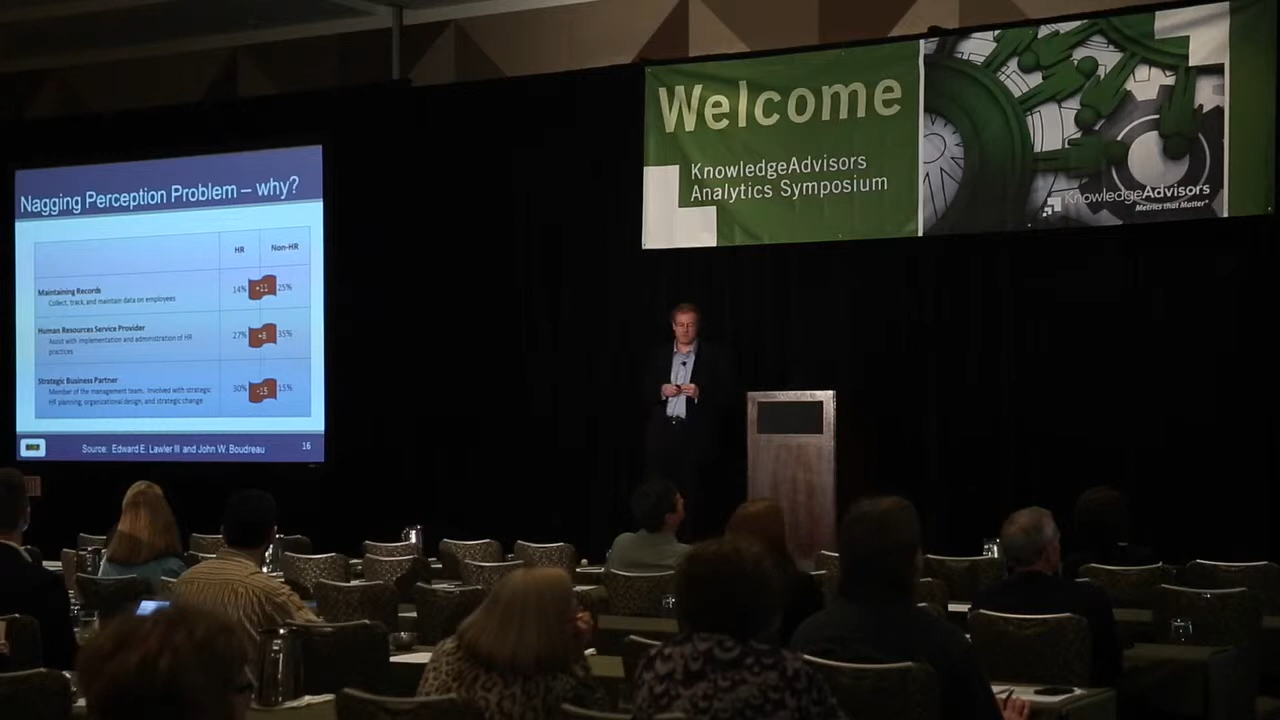 Welcome
KnowledgeAdvisors
Analytics Symposium
KnowledgeAdvisors
Metrics that Matter®
Nagging Perception Problem – why?
HR Non-HR
Maintaining Records
Collect, track, and maintain data on employees
14% +11 25%
Human Resources Service Provider
Assist with implementation and administration of HR
practices
27% +8 35%
Strategic Business Partner
Member of the management team. Involved with strategic
HR planning, organizational design, and strategic change
30% -15 15%
Source: Edward E. Lawler III and John W. Boudreau
16